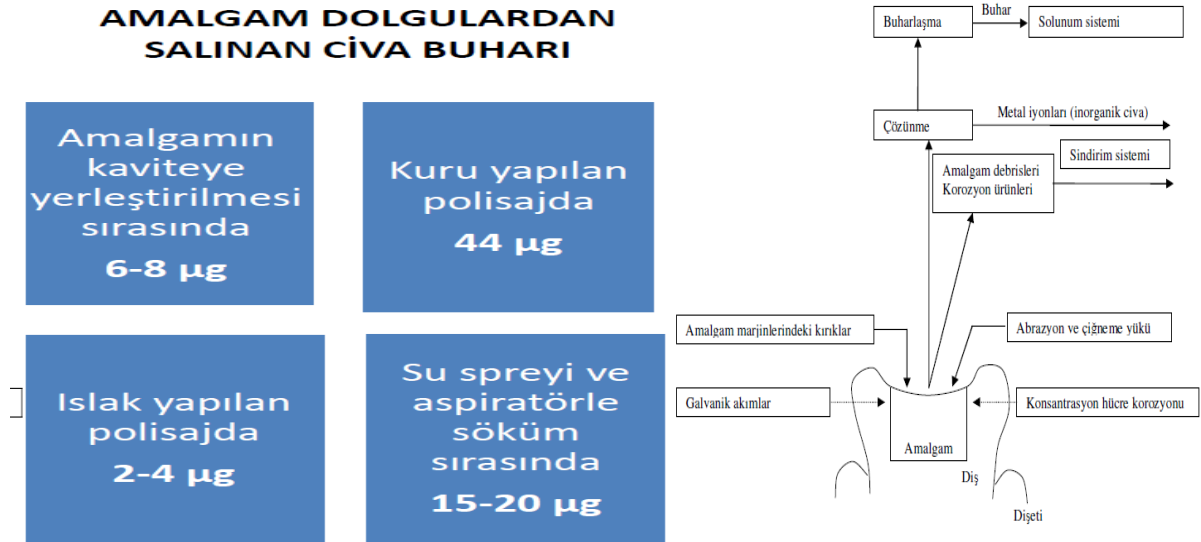 AMALGAM DOLGULARDAN
SALINAN CİVA BUHARI
Amalgamın
kaviteye
yerleştirilmesi
sırasında
6-8 µg
Kuru yapılan
polisajda
44 µg
Islak yapılan
polisajda
2-4 µg
Su spreyi ve
aspiratörle
söküm
sırasında
15-20 µg
Buharlaşma
Buhar
Solunum sistemi
Çözünme
Metal iyonları (inorganik civa)
Sindirim sistemi
Amalgam debrisleri
Korozyon ürünleri
Amalgam marjinlerindeki kırıklar
Abrazyon ve çiğneme yükü
Galvanik akımlar
Konsantrasyon hücre korozyonu
Amalgam
Diş
Dişeti